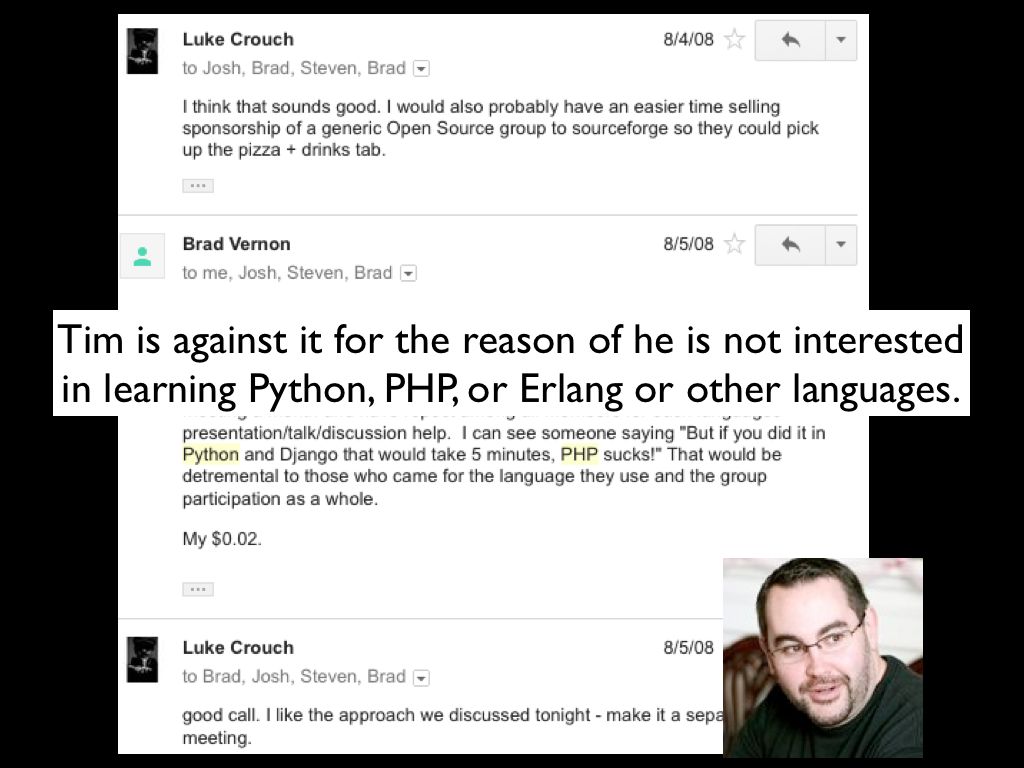 Luke Crouch 8/4/08
to Josh, Brad, Steven, Brad
I think that sounds good. I would also probably have an easier time selling
sponsorship of a generic Open Source group to sourceforge so they could pick
up the pizza + drinks tab.
Brad Vernon 8/5/08
to me, Josh, Steven, Brad
Tim is against it for the reason of he is not interested
in learning Python, PHP, or Erlang or other languages.
presentation/talk/discussion help. I can see someone saying "But if you did it in
Python and Django that would take 5 minutes, PHP sucks!" That would be
detremental to those who came for the language they use and the group
participation as a whole.
My $0.02.
Luke Crouch 8/5/08
to Brad, Josh, Steven, Brad
good call. I like the approach we discussed tonight - make it a sepa
meeting.